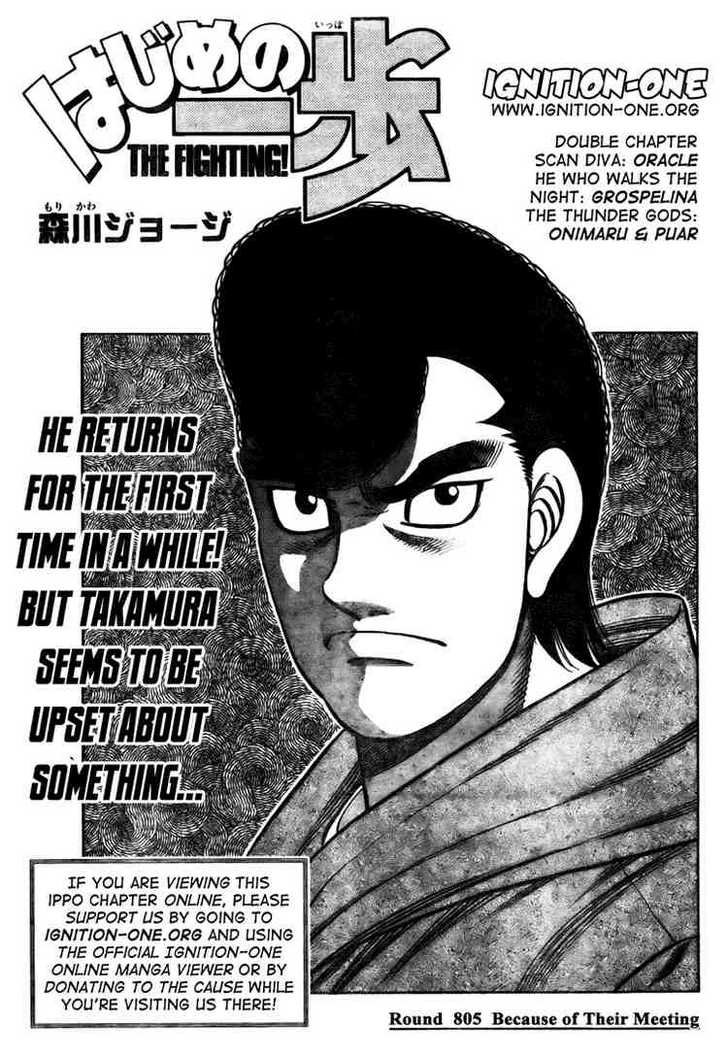 いっぽ
はじめの一歩
THE FIGHTING!
もり かわ
森川ジョージ
IGNITION-ONE
WWW.IGNITION-ONE.ORG
DOUBLE CHAPTER
SCAN DIVA: ORACLE
HE WHO WALKS THE
NIGHT: GROSPELINA
THE THUNDER GODS:
ONIMARU & PUAR
HE RETURNS
FOR THE FIRST
TIME IN A WHILE!
BUT TAKAMURA
SEEMS TO BE
UPSET ABOUT
SOMETHING...
IF YOU ARE VIEWING THIS
IPPO CHAPTER ONLINE, PLEASE
SUPPORT US BY GOING TO
IGNITION-ONE.ORG AND USING
THE OFFICIAL IGNITION-ONE
ONLINE MANGA VIEWER OR BY
DONATING TO THE CAUSE WHILE
YOU'RE VISITING US THERE!
Round 805 Because of Their Meeting